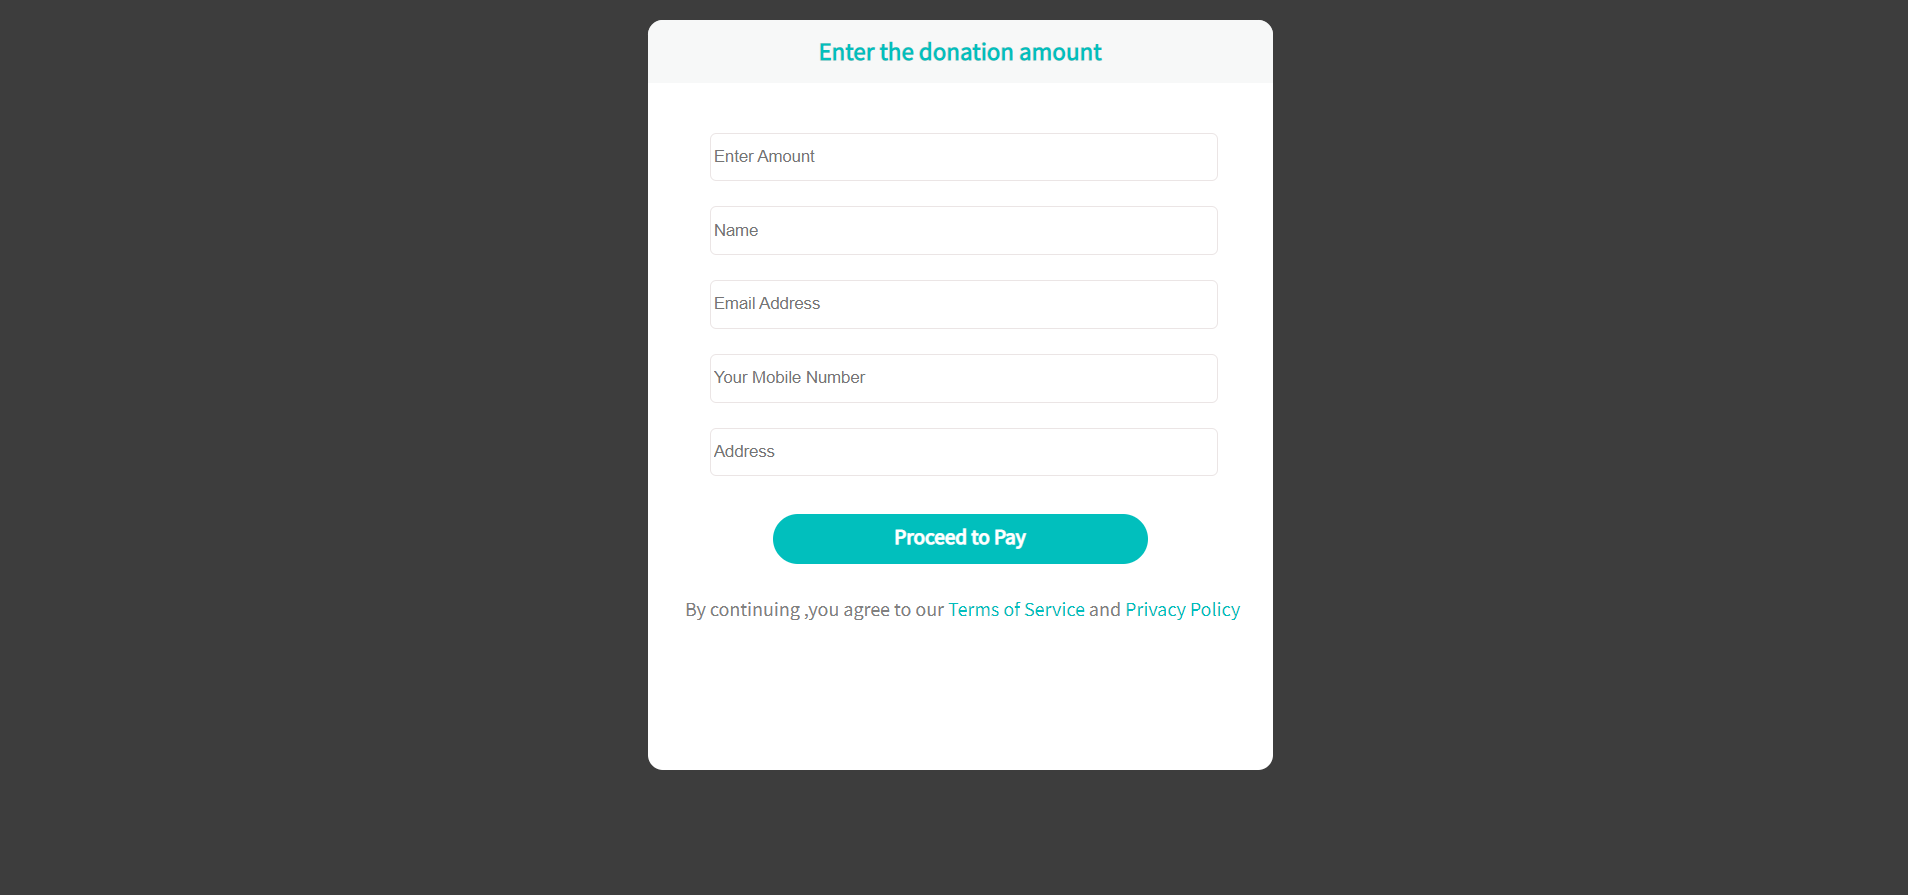 Enter the donation amount
Enter Amount
Name
Email Address
Your Mobile Number
Address
Proceed to Pay
By continuing ,you agree to our Terms of Service and Privacy Policy